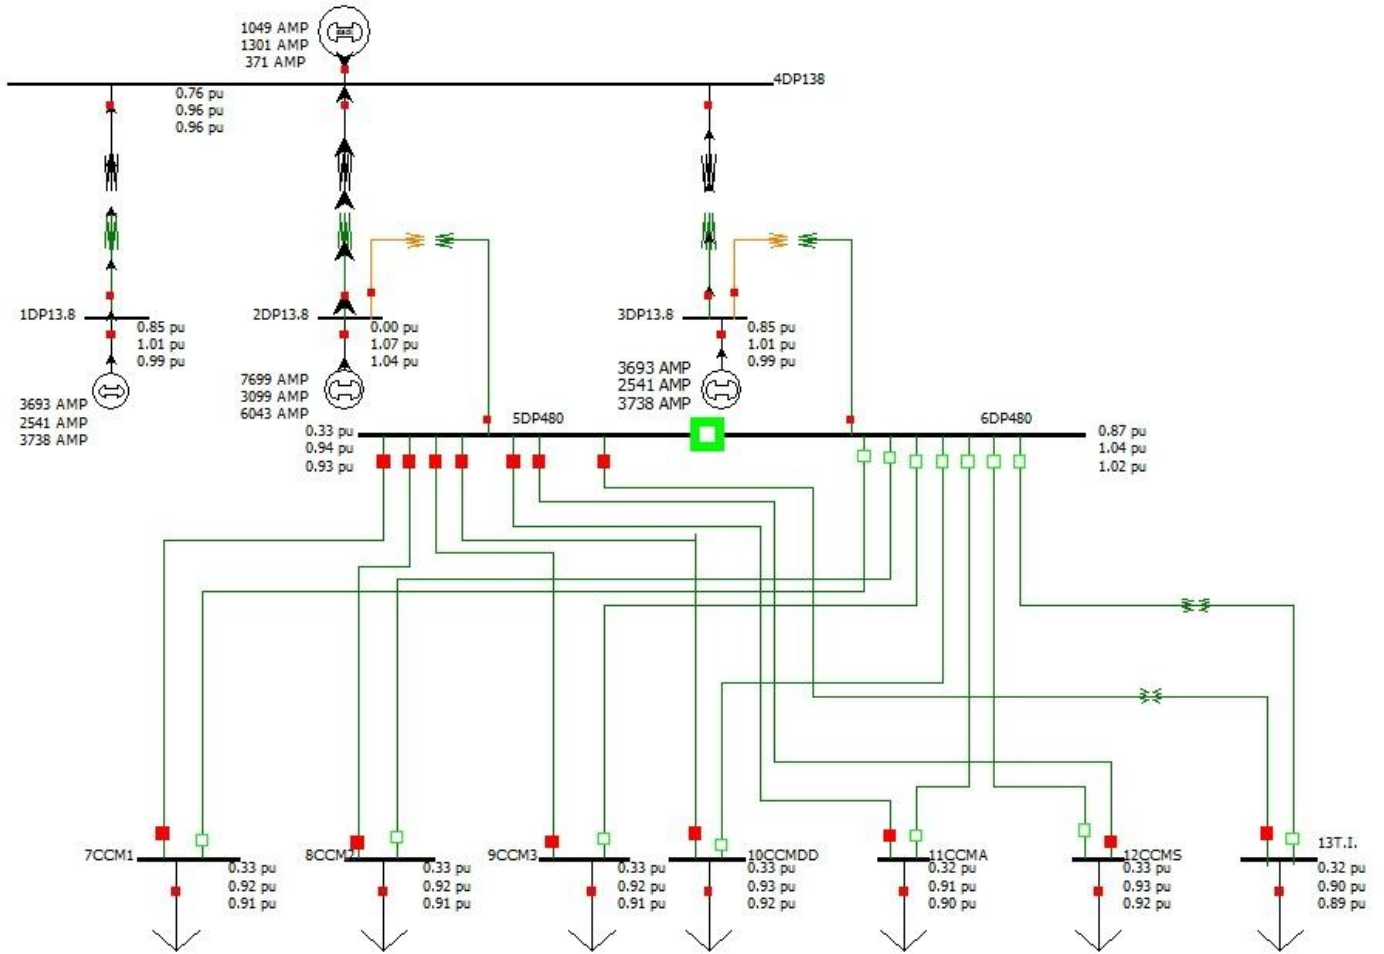 1049 AMP
1301 AMP
371 AMP
4DP138
0.76 pu
0.96 pu
0.96 pu
1DP13.8
0.85 pu
1.01 pu
0.99 pu
3693 AMP
2541 AMP
3738 AMP
2DP13.8
0.00 pu
1.07 pu
1.04 pu
7699 AMP
3099 AMP
6043 AMP
3DP13.8
0.85 pu
1.01 pu
0.99 pu
3693 AMP
2541 AMP
3738 AMP
5DP480
0.33 pu
0.94 pu
0.93 pu
6DP480
0.87 pu
1.04 pu
1.02 pu
7CCM1
0.33 pu
0.92 pu
0.91 pu
8CCM2
0.33 pu
0.92 pu
0.91 pu
9CCM3
0.33 pu
0.92 pu
0.91 pu
10CCMDD
0.33 pu
0.93 pu
0.92 pu
11CCMA
0.32 pu
0.91 pu
0.90 pu
12CCMS
0.33 pu
0.93 pu
0.92 pu
13T.I.
0.32 pu
0.90 pu
0.89 pu